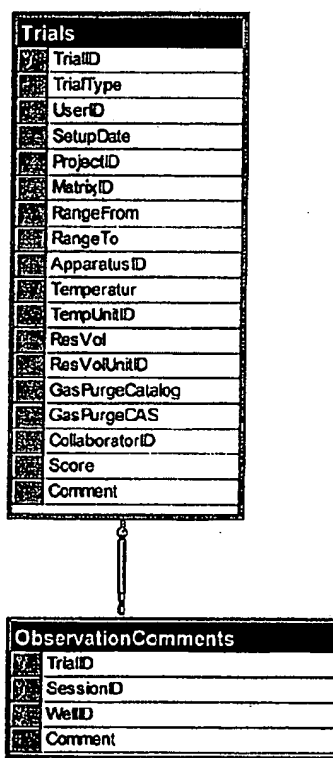 Trials
TrialID
TrialType
UserID
SetupDate
ProjectID
MatrixID
RangeFrom
RangeTo
ApparatusID
Temperatur
TempUnitID
ResVol
ResVolUnitID
GasPurgeCatalog
GasPurgeCAS
CollaboratorID
Score
Comment
ObservationComments
TrialID
SessionID
WellID
Comment